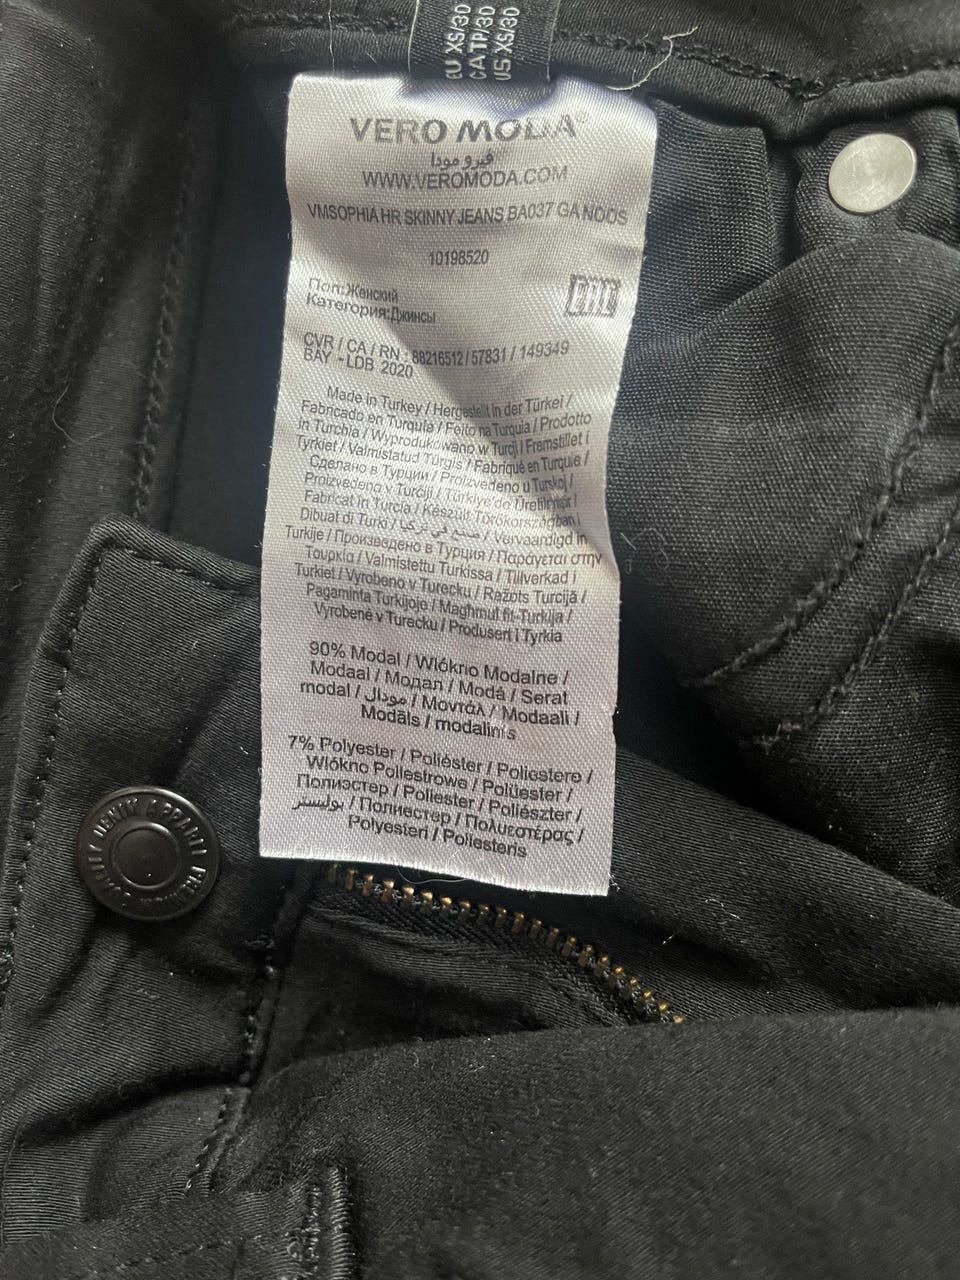 EU XS/30
CA TP/30
US XS/30
VERO MODA®
فيرو مودا
WWW.VEROMODA.COM
VMSOPHIA HR SKINNY JEANS BA037 GA NOOS
10198520
EAC
Пол:Женский
Категория:Джинсы
CVR / CA / RN : 88216512 / 57831 / 149349
BAY - LDB 2020
Made in Turkey / Hergestellt in der Türkei /
Fabricado en Turquía / Feito na Turquia / Prodotto
in Turchia / Wyprodukowano w Turcji / Fremstillet i
Tyrkiet / Valmistatud Türgis / Fabriqué en Turquie /
Сделано в Турции / Proizvedeno u Turskoj /
Proizvedeno v Turčiji / Türkiye'de Üretilmiştir /
Fabricat în Turcia / Készült Törökországban /
Dibuat di Turki / صنع في تركيا / Vervaardigd in
Turkije / Произведено в Турция / Παράγεται στην
Τουρκία / Valmistettu Turkissa / Tillverkad i
Turkiet / Vyrobeno v Turecku / Ražots Turcijā /
Pagaminta Turkijoje / Magħmul fit-Turkija /
Vyrobené v Turecku / Produsert i Tyrkia
90% Modal / Włókno Modalne /
Modaal / Модал / Modá / Serat
modal / مودال / Μοντάλ / Modaali /
Modāls / modalinis
7% Polyester / Poliéster / Poliestere /
Włókno Poliestrowe / Polüester /
Полиэстер / Poliester / Poliészter /
بوليستر / Полиестер / Πολυεστέρας /
Polyesteri / Poliesteris
DENIM APPAREL PREMIUM QUALITY